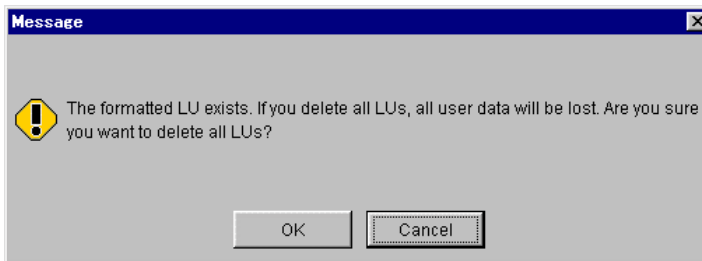 Message
The formatted LU exists. If you delete all LUs, all user data will be lost. Are you sure
you want to delete all LUs?
OK
Cancel